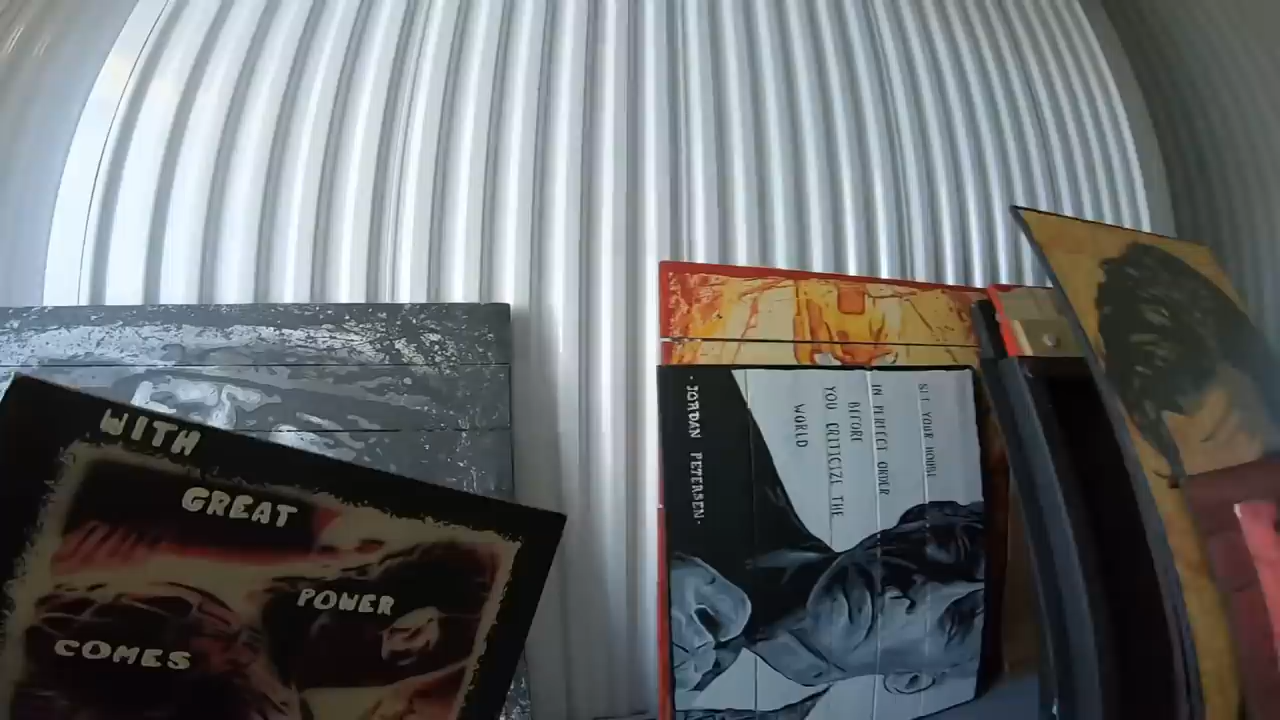 WITH
GREAT
POWER
COMES
SET YOUR HOUSE
IN PERFECT ORDER
BEFORE
YOU CRITICIZE THE
WORLD
· JORDAN PETERSEN ·